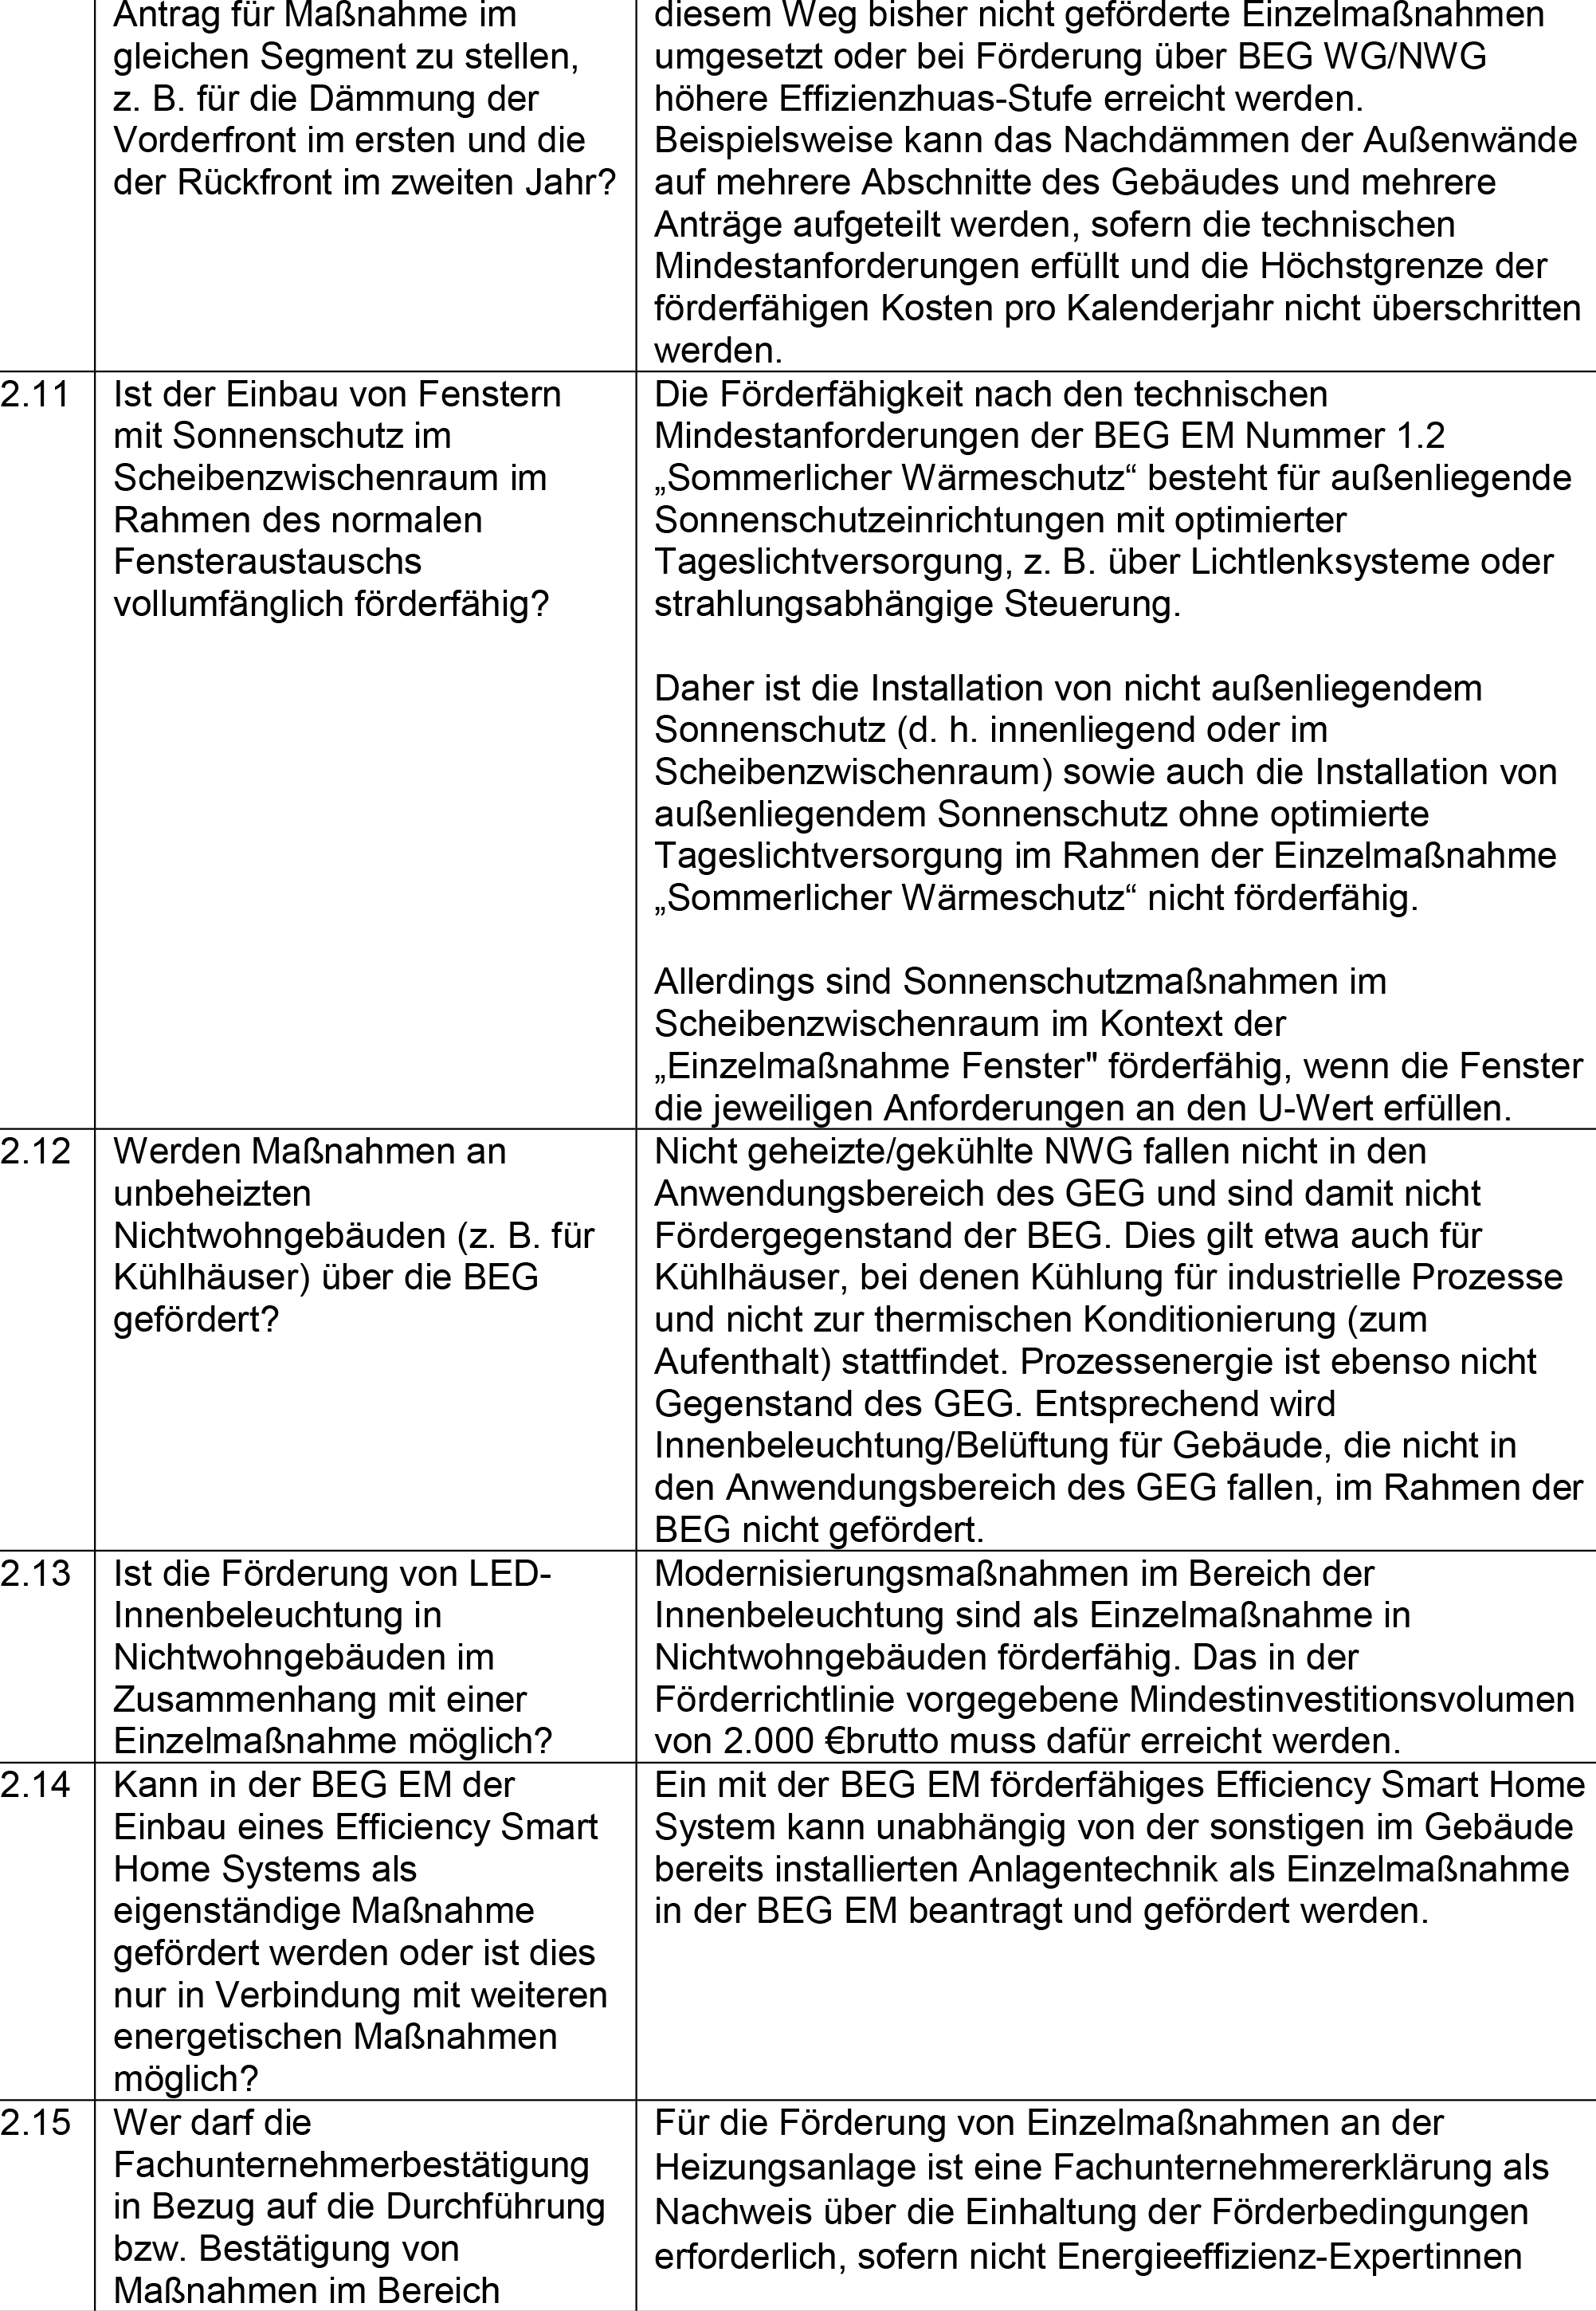 Antrag für Maßnahme im
gleichen Segment zu stellen,
z. B. für die Dämmung der
Vorderfront im ersten und die
der Rückfront im zweiten Jahr?
diesem Weg bisher nicht geförderte Einzelmaßnahmen
umgesetzt oder bei Förderung über BEG WG/NWG
höhere Effizienzhuas-Stufe erreicht werden.
Beispielsweise kann das Nachdämmen der Außenwände
auf mehrere Abschnitte des Gebäudes und mehrere
Anträge aufgeteilt werden, sofern die technischen
Mindestanforderungen erfüllt und die Höchstgrenze der
förderfähigen Kosten pro Kalenderjahr nicht überschritten
werden.
2.11
Ist der Einbau von Fenstern
mit Sonnenschutz im
Scheibenzwischenraum im
Rahmen des normalen
Fensteraustauschs
vollumfänglich förderfähig?
Die Förderfähigkeit nach den technischen
Mindestanforderungen der BEG EM Nummer 1.2
„Sommerlicher Wärmeschutz“ besteht für außenliegende
Sonnenschutzeinrichtungen mit optimierter
Tageslichtversorgung, z. B. über Lichtlenksysteme oder
strahlungsabhängige Steuerung.
Daher ist die Installation von nicht außenliegendem
Sonnenschutz (d. h. innenliegend oder im
Scheibenzwischenraum) sowie auch die Installation von
außenliegendem Sonnenschutz ohne optimierte
Tageslichtversorgung im Rahmen der Einzelmaßnahme
„Sommerlicher Wärmeschutz“ nicht förderfähig.
Allerdings sind Sonnenschutzmaßnahmen im
Scheibenzwischenraum im Kontext der
„Einzelmaßnahme Fenster" förderfähig, wenn die Fenster
die jeweiligen Anforderungen an den U-Wert erfüllen.
2.12
Werden Maßnahmen an
unbeheizten
Nichtwohngebäuden (z. B. für
Kühlhäuser) über die BEG
gefördert?
Nicht geheizte/gekühlte NWG fallen nicht in den
Anwendungsbereich des GEG und sind damit nicht
Fördergegenstand der BEG. Dies gilt etwa auch für
Kühlhäuser, bei denen Kühlung für industrielle Prozesse
und nicht zur thermischen Konditionierung (zum
Aufenthalt) stattfindet. Prozessenergie ist ebenso nicht
Gegenstand des GEG. Entsprechend wird
Innenbeleuchtung/Belüftung für Gebäude, die nicht in
den Anwendungsbereich des GEG fallen, im Rahmen der
BEG nicht gefördert.
2.13
Ist die Förderung von LED-
Innenbeleuchtung in
Nichtwohngebäuden im
Zusammenhang mit einer
Einzelmaßnahme möglich?
Modernisierungsmaßnahmen im Bereich der
Innenbeleuchtung sind als Einzelmaßnahme in
Nichtwohngebäuden förderfähig. Das in der
Förderrichtlinie vorgegebene Mindestinvestitionsvolumen
von 2.000 €brutto muss dafür erreicht werden.
2.14
Kann in der BEG EM der
Einbau eines Efficiency Smart
Home Systems als
eigenständige Maßnahme
gefördert werden oder ist dies
nur in Verbindung mit weiteren
energetischen Maßnahmen
möglich?
Ein mit der BEG EM förderfähiges Efficiency Smart Home
System kann unabhängig von der sonstigen im Gebäude
bereits installierten Anlagentechnik als Einzelmaßnahme
in der BEG EM beantragt und gefördert werden.
2.15
Wer darf die
Fachunternehmerbestätigung
in Bezug auf die Durchführung
bzw. Bestätigung von
Maßnahmen im Bereich
Für die Förderung von Einzelmaßnahmen an der
Heizungsanlage ist eine Fachunternehmererklärung als
Nachweis über die Einhaltung der Förderbedingungen
erforderlich, sofern nicht Energieeffizienz-Expertinnen